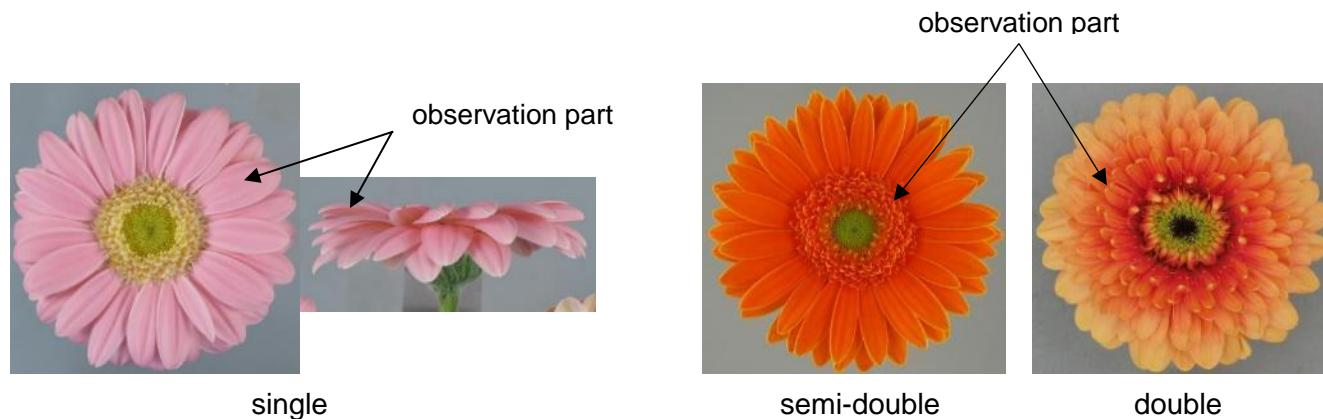 observation part
observation part
single
semi-double
double